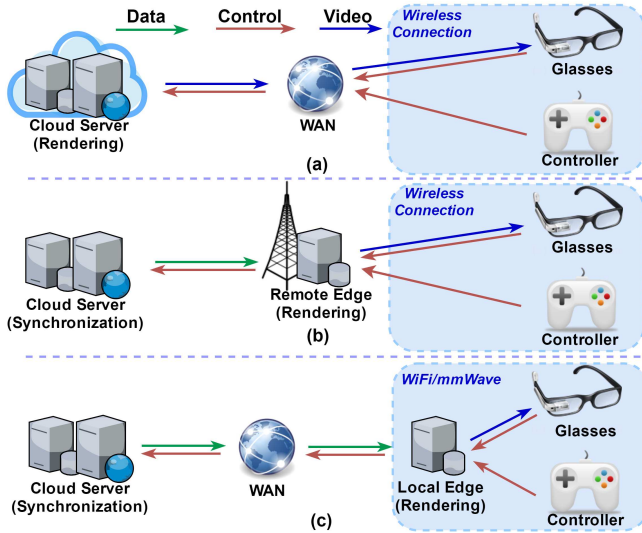 Data Control Video
Wireless
Connection
Glasses
Cloud Server
(Rendering)
WAN
Controller
(a)
Wireless
Connection
Glasses
Cloud Server
(Synchronization)
Remote Edge
(Rendering)
Controller
(b)
WiFi/mmWave
Glasses
Cloud Server
(Synchronization)
WAN
Local Edge
(Rendering)
Controller
(c)